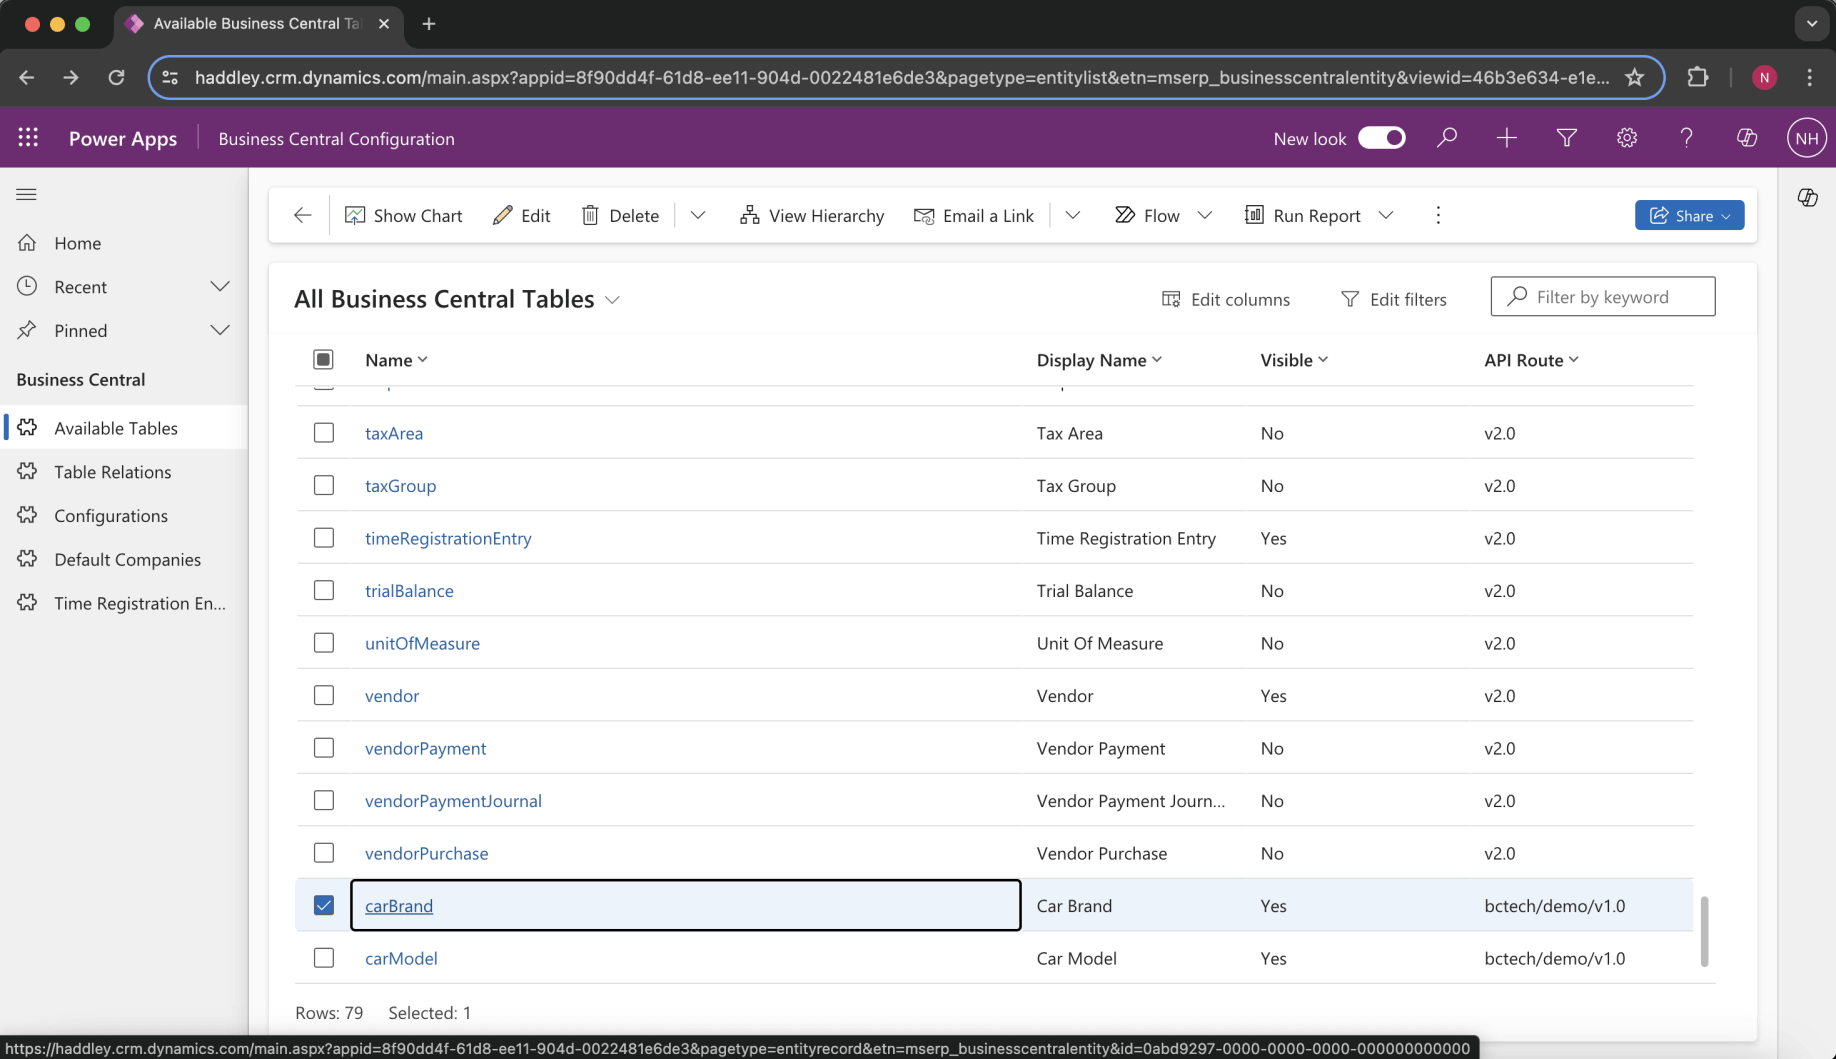 Available Business Central Ta
haddley.crm.dynamics.com/main.aspx?appid=8f90dd4f-61d8-ee11-904d-0022481e6de3&pagetype=entitylist&etn=mserp_businesscentralentity&viewid=46b3e634-e1e...
N
Power Apps
Business Central Configuration
New look
NH
Show Chart
Edit
Delete
View Hierarchy
Email a Link
Flow
Run Report
Share
Home
Recent
Pinned
Business Central
Available Tables
Table Relations
Configurations
Default Companies
Time Registration En...
All Business Central Tables
Edit columns
Edit filters
Filter by keyword
Name Display Name Visible API Route
taxArea Tax Area No v2.0
taxGroup Tax Group No v2.0
timeRegistrationEntry Time Registration Entry Yes v2.0
trialBalance Trial Balance No v2.0
unitOfMeasure Unit Of Measure No v2.0
vendor Vendor Yes v2.0
vendorPayment Vendor Payment No v2.0
vendorPaymentJournal Vendor Payment Journ... No v2.0
vendorPurchase Vendor Purchase No v2.0
carBrand Car Brand Yes bctech/demo/v1.0
carModel Car Model Yes bctech/demo/v1.0
Rows: 79 Selected: 1
https://haddley.crm.dynamics.com/main.aspx?appid=8f90dd4f-61d8-ee11-904d-0022481e6de3&pagetype=entityrecord&etn=mserp_businesscentralentity&id=0abd9297-0000-0000-0000-000000000000